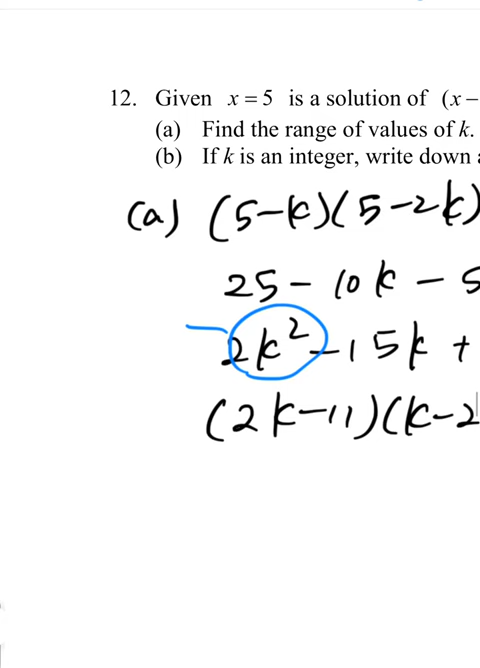 12. Given x = 5 is a solution of (x –
(a) Find the range of values of k.
(b) If k is an integer, write down a
(a) (5-k)(5-2k)
25 - 10k - 5
2k² - 15k +
(2k-11)(k-2